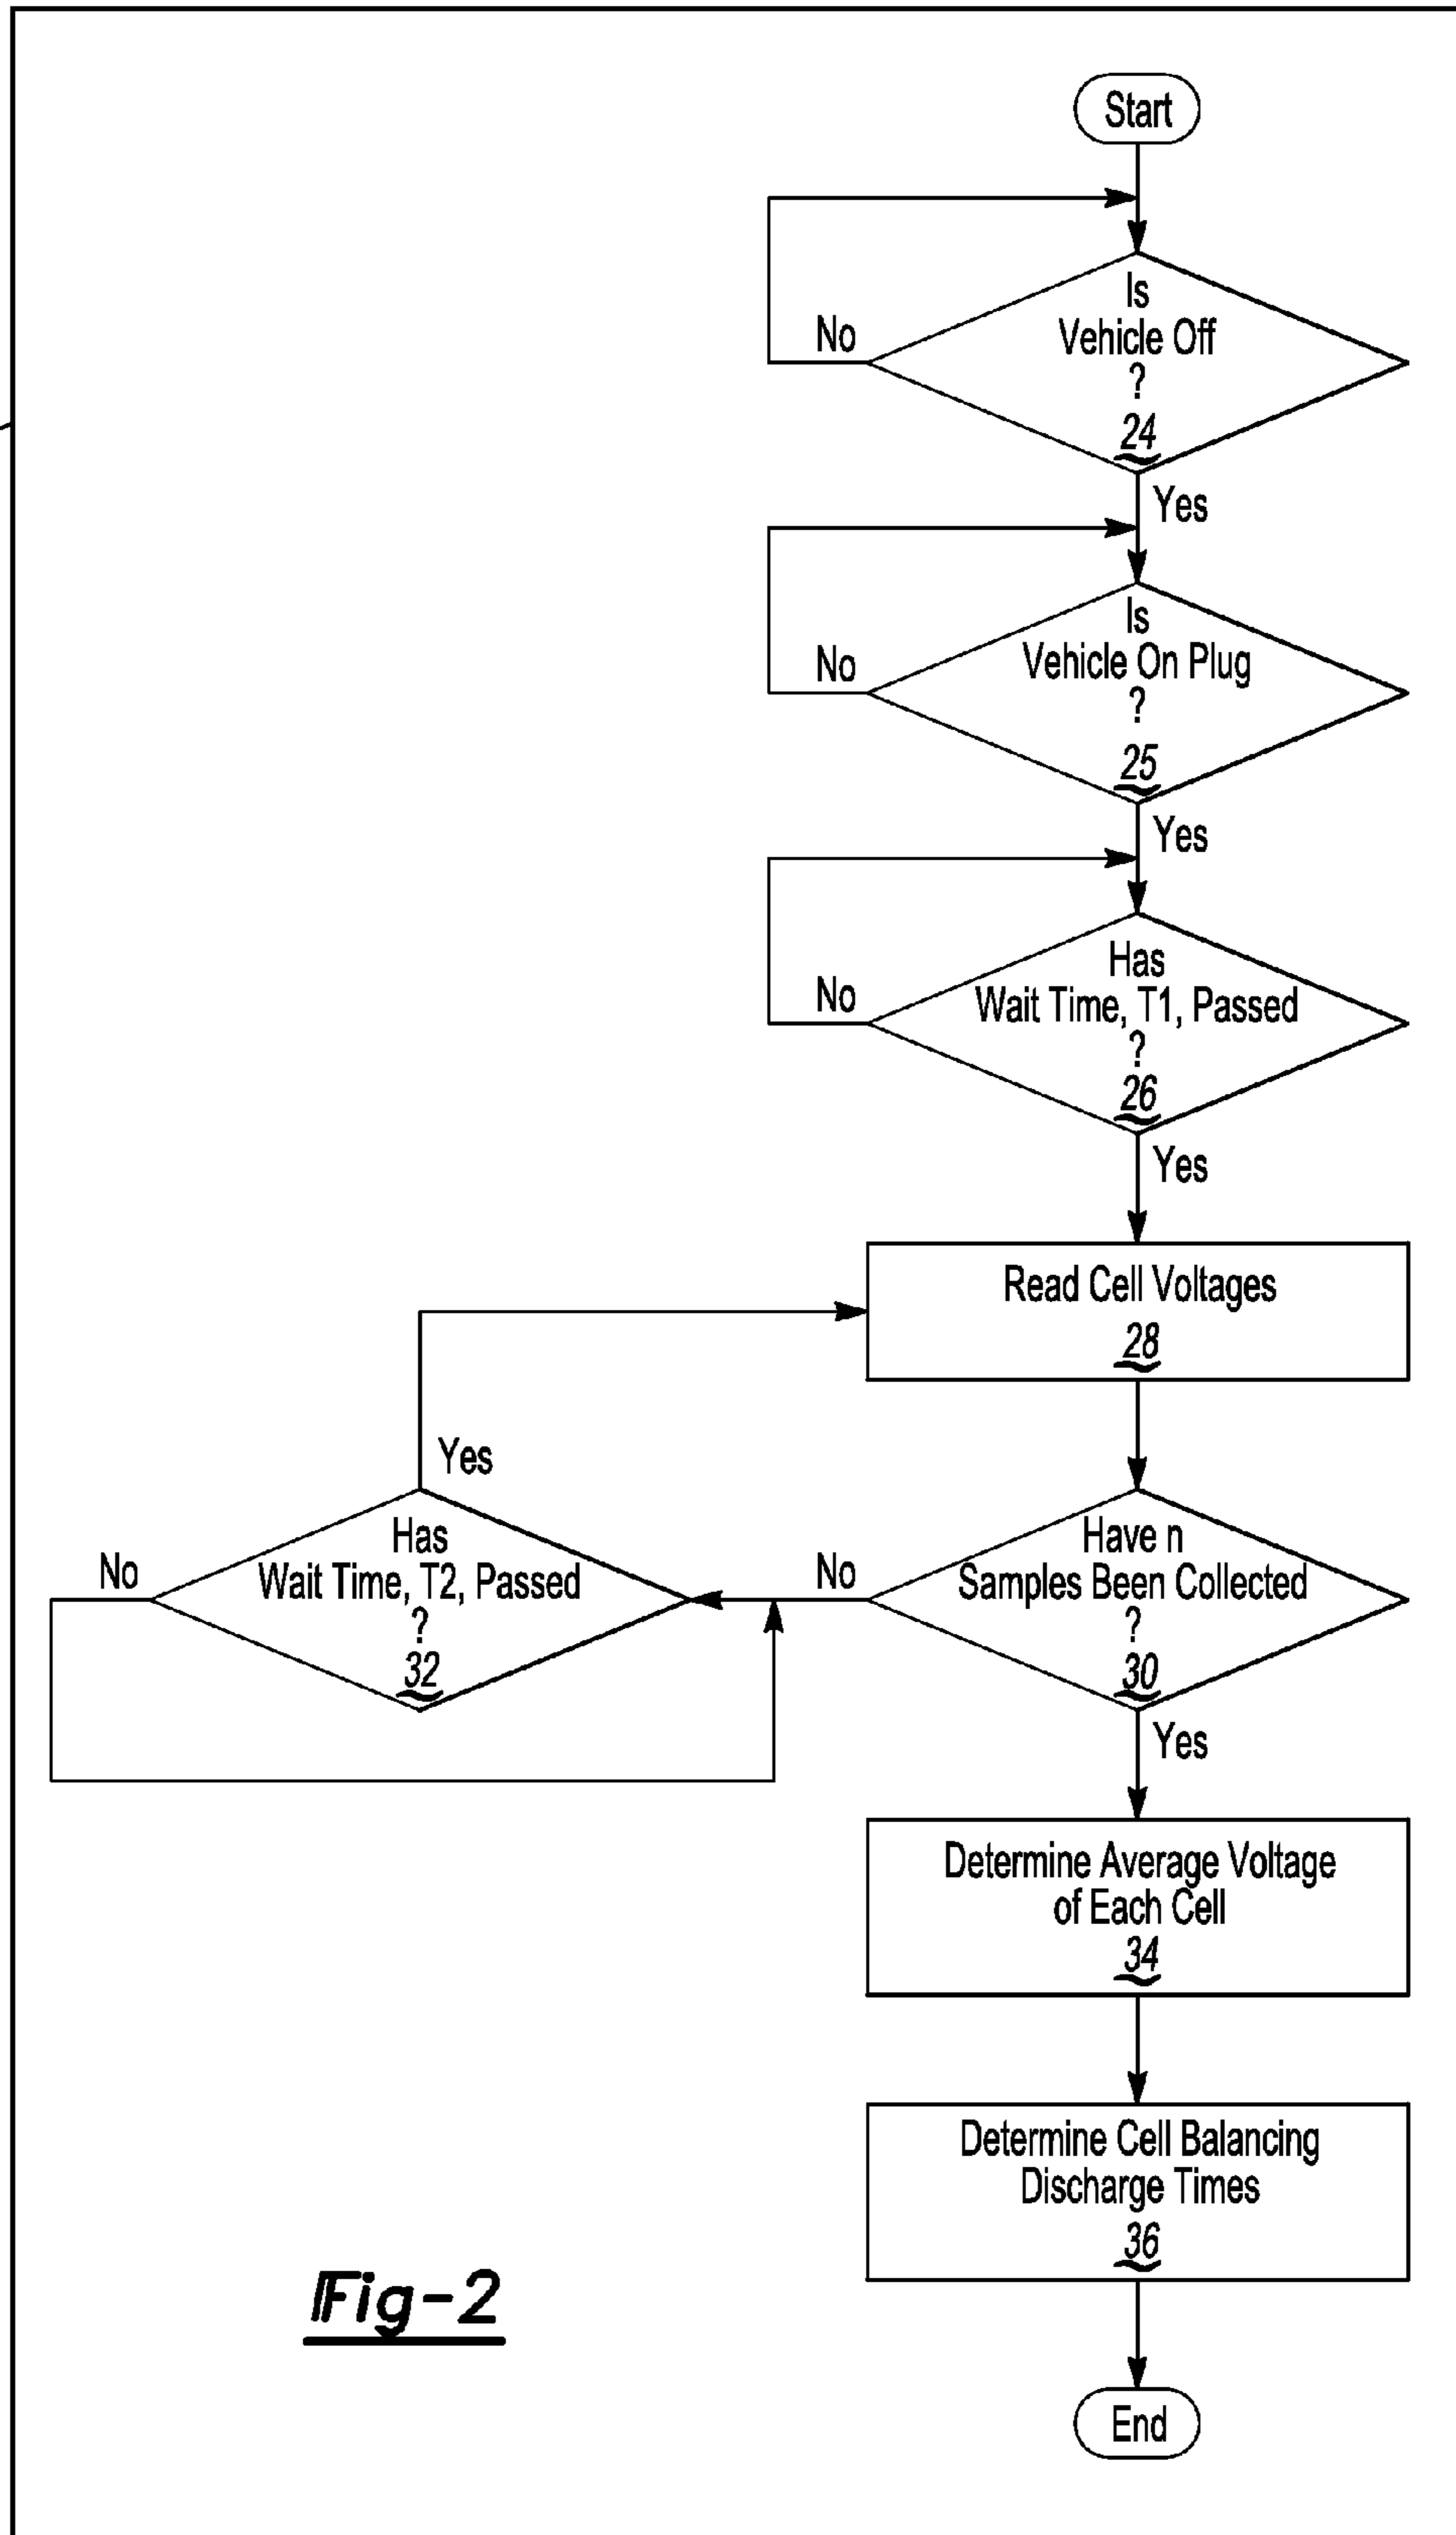 Start
Is
Vehicle Off
?
24
No
Yes
Is
Vehicle On Plug
?
25
No
Yes
Has
Wait Time, T1, Passed
?
26
No
Yes
Read Cell Voltages
28
Have n
Samples Been Collected
?
30
No
Has
Wait Time, T2, Passed
?
32
Yes
No
Yes
Determine Average Voltage
of Each Cell
34
Determine Cell Balancing
Discharge Times
36
End
Fig-2